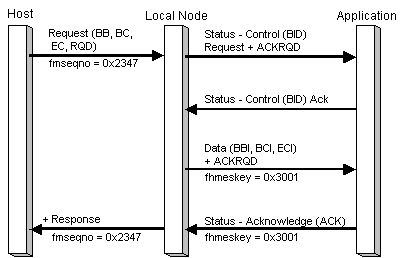 Host
Local Node
Application
Request (BB, BC,
EC, RQD)
fmseqno = 0x2347
Status - Control (BID)
Request + ACKRQD
Status - Control (BID) Ack
Data (BBI, BCI, ECI)
+ ACKRQD
fhmeskey = 0x3001
+ Response
fmseqno = 0x2347
Status - Acknowledge (ACK)
fhmeskey = 0x3001